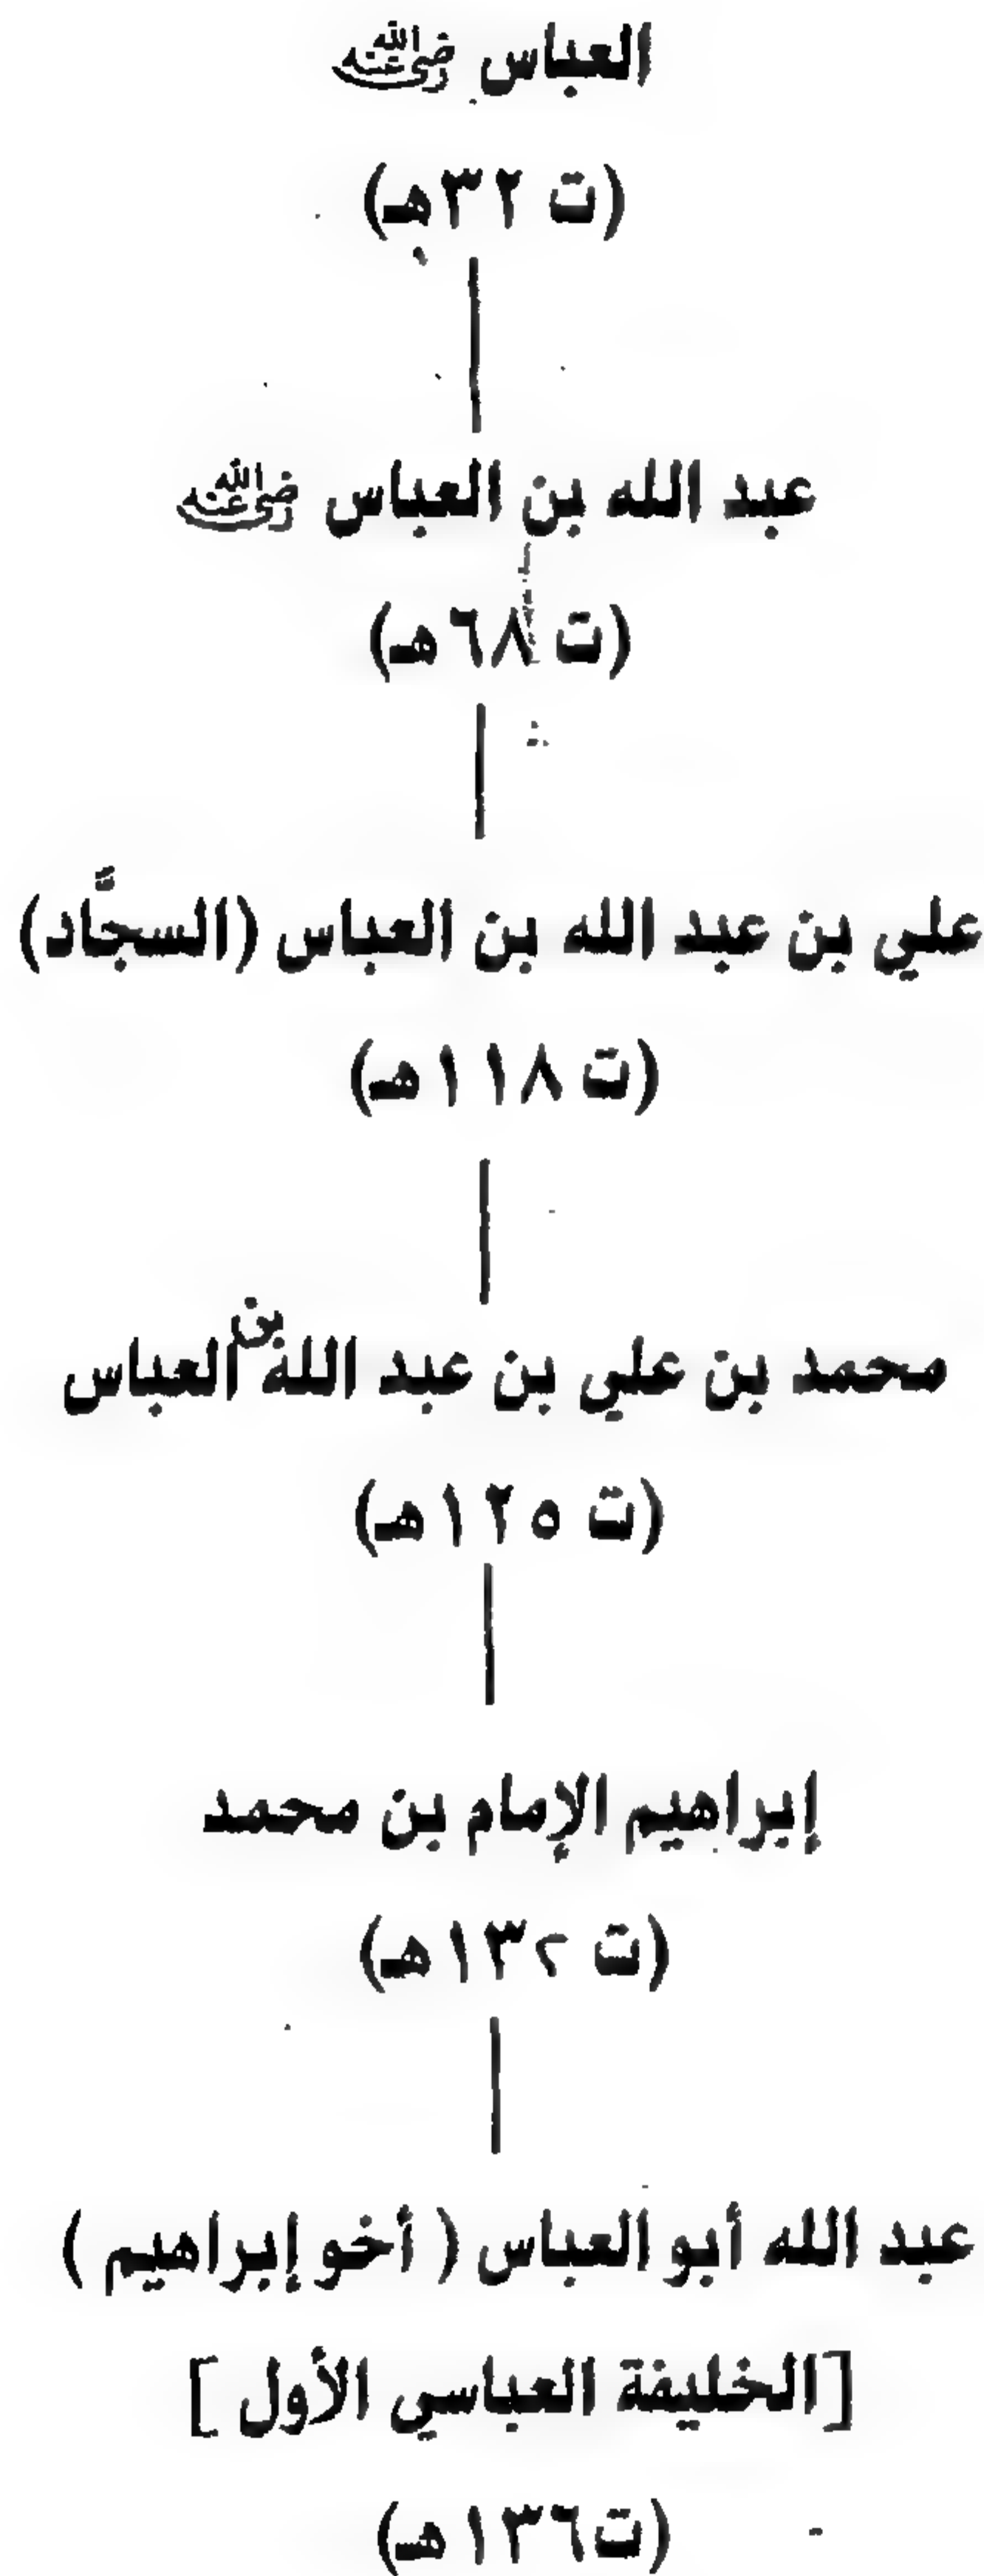 العباس رضي الله عنه
(ت ٣٢هـ)
عبد الله بن العباس رضي الله عنه
(ت ٦٨هـ)
علي بن عبد الله بن العباس (السجَّاد)
(ت ١١٨هـ)
محمد بن علي بن عبد الله بن العباس
(ت ١٢٥هـ)
إبراهيم الإمام بن محمد
(ت ١٣٢هـ)
عبد الله أبو العباس ( أخو إبراهيم )
[الخليفة العباسي الأول ]
(ت١٣٦هـ)